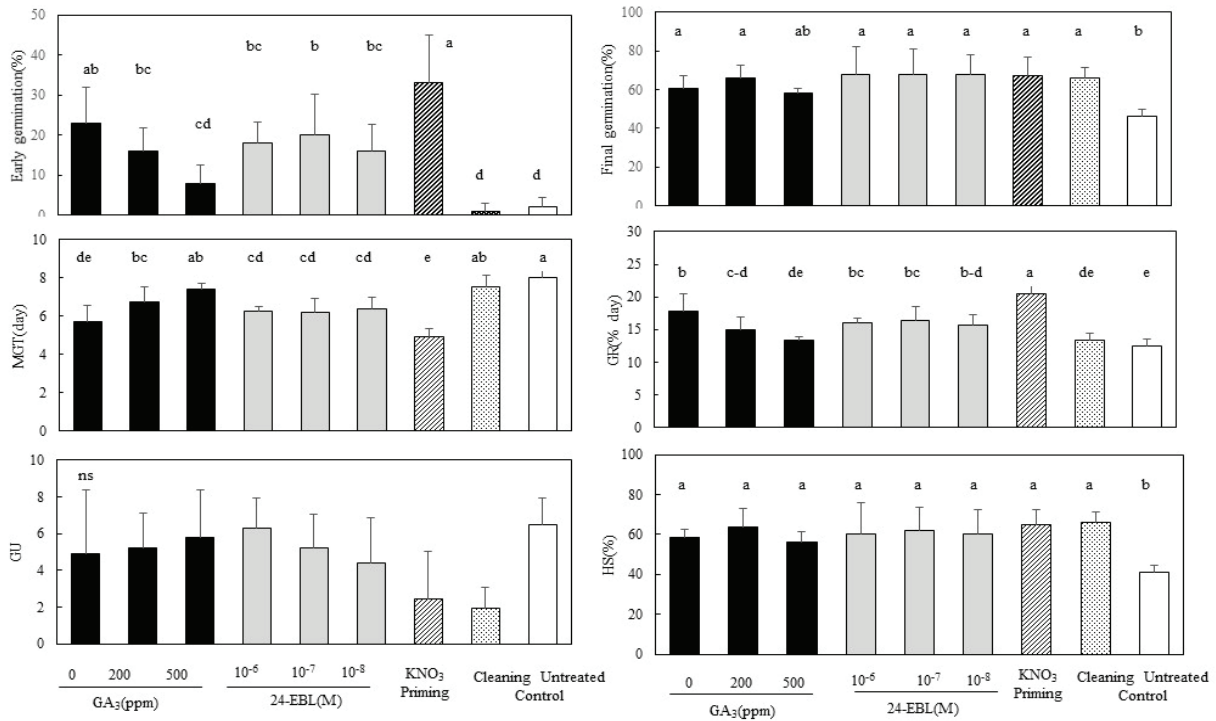 50
40
30
20
10
0
Early germination(%)
ab
bc
cd
bc
b
bc
a
d
d
100
80
60
40
20
0
Final germination(%)
a
a
ab
a
a
a
a
a
b
10
8
6
4
2
0
MGT(day)
de
bc
ab
cd
cd
cd
e
ab
a
30
25
20
15
10
5
0
GR(% day)
b
c-d
de
bc
bc
b-d
a
de
e
10
8
6
4
2
0
GU
ns
100
80
60
40
20
0
HS(%)
a
a
a
a
a
a
a
a
b
0 200 500 10⁻⁶ 10⁻⁷ 10⁻⁸
GA₃(ppm)
24-EBL(M)
KNO₃
Priming
Cleaning Untreated
Control
0 200 500 10⁻⁶ 10⁻⁷ 10⁻⁸
GA₃(ppm)
24-EBL(M)
KNO₃
Priming
Cleaning Untreated
Control